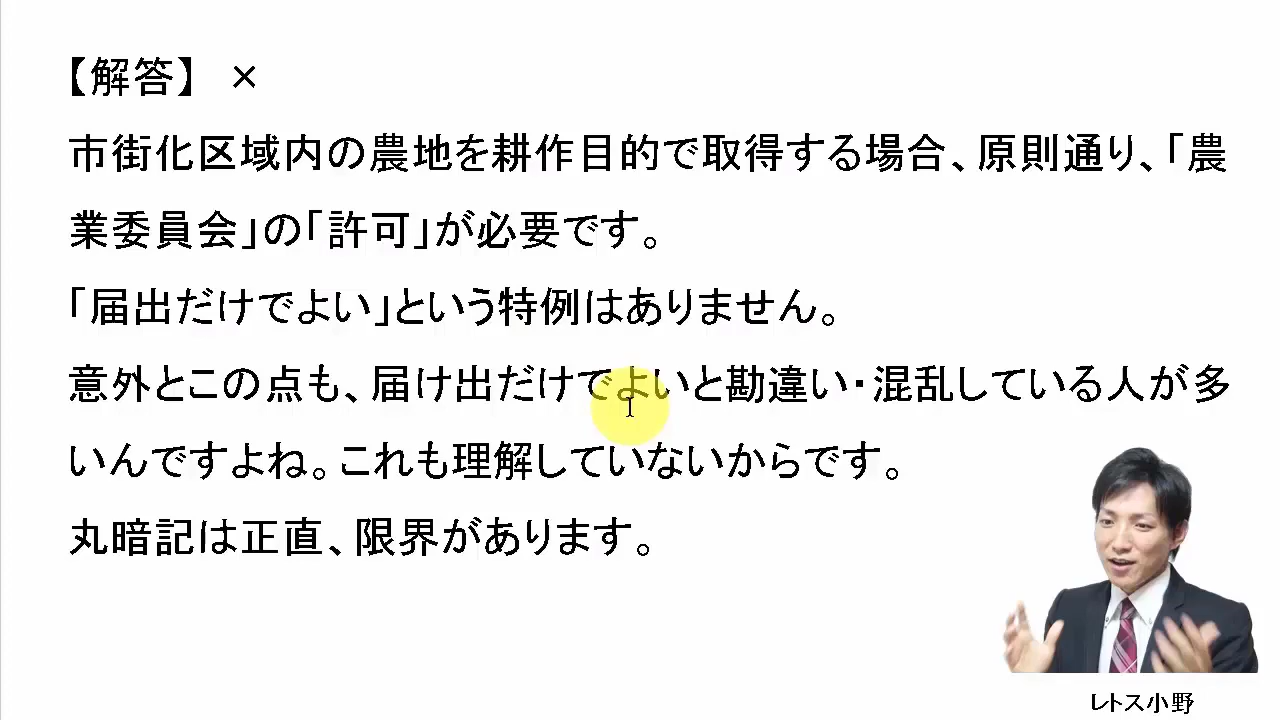 【解答】 ×
市街化区域内の農地を耕作目的で取得する場合、原則通り、「農
業委員会」の「許可」が必要です。
「届出だけでよい」という特例はありません。
意外とこの点も、届け出だけでよいと勘違い・混乱している人が多
いんですよね。これも理解していないからです。
丸暗記は正直、限界があります。
レトス小野